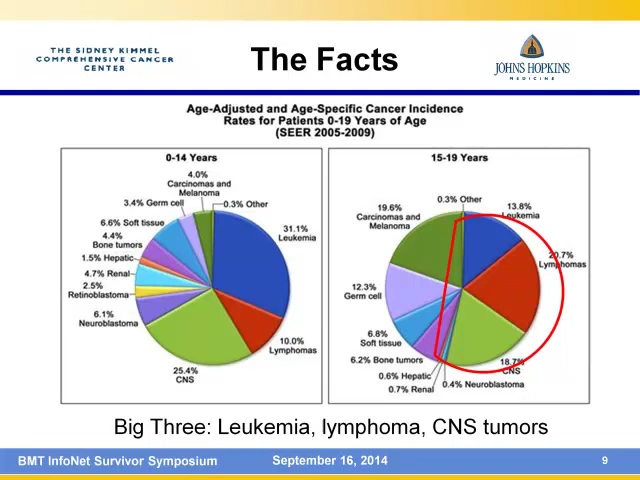 THE SIDNEY KIMMEL
COMPREHENSIVE CANCER
CENTER
The Facts
JOHNS HOPKINS
MEDICINE
Age-Adjusted and Age-Specific Cancer Incidence
Rates for Patients 0-19 Years of Age
(SEER 2005-2009)
0-14 Years
4.0%
Carcinomas and
Melanoma
0.3% Other
3.4% Germ cell
6.6% Soft tissue
4.4%
Bone tumors
1.5% Hepatic
4.7% Renal
2.5%
Retinoblastoma
6.1%
Neuroblastoma
25.4%
CNS
10.0%
Lymphomas
31.1%
Leukemia
15-19 Years
0.3% Other
19.6%
Carcinomas and
Melanoma
13.8%
Leukemia
20.7%
Lymphomas
12.3%
Germ cell
6.8%
Soft tissue
6.2% Bone tumors
0.6% Hepatic
0.7% Renal
0.4% Neuroblastoma
18.7%
CNS
Big Three: Leukemia, lymphoma, CNS tumors
BMT InfoNet Survivor Symposium
September 16, 2014
9